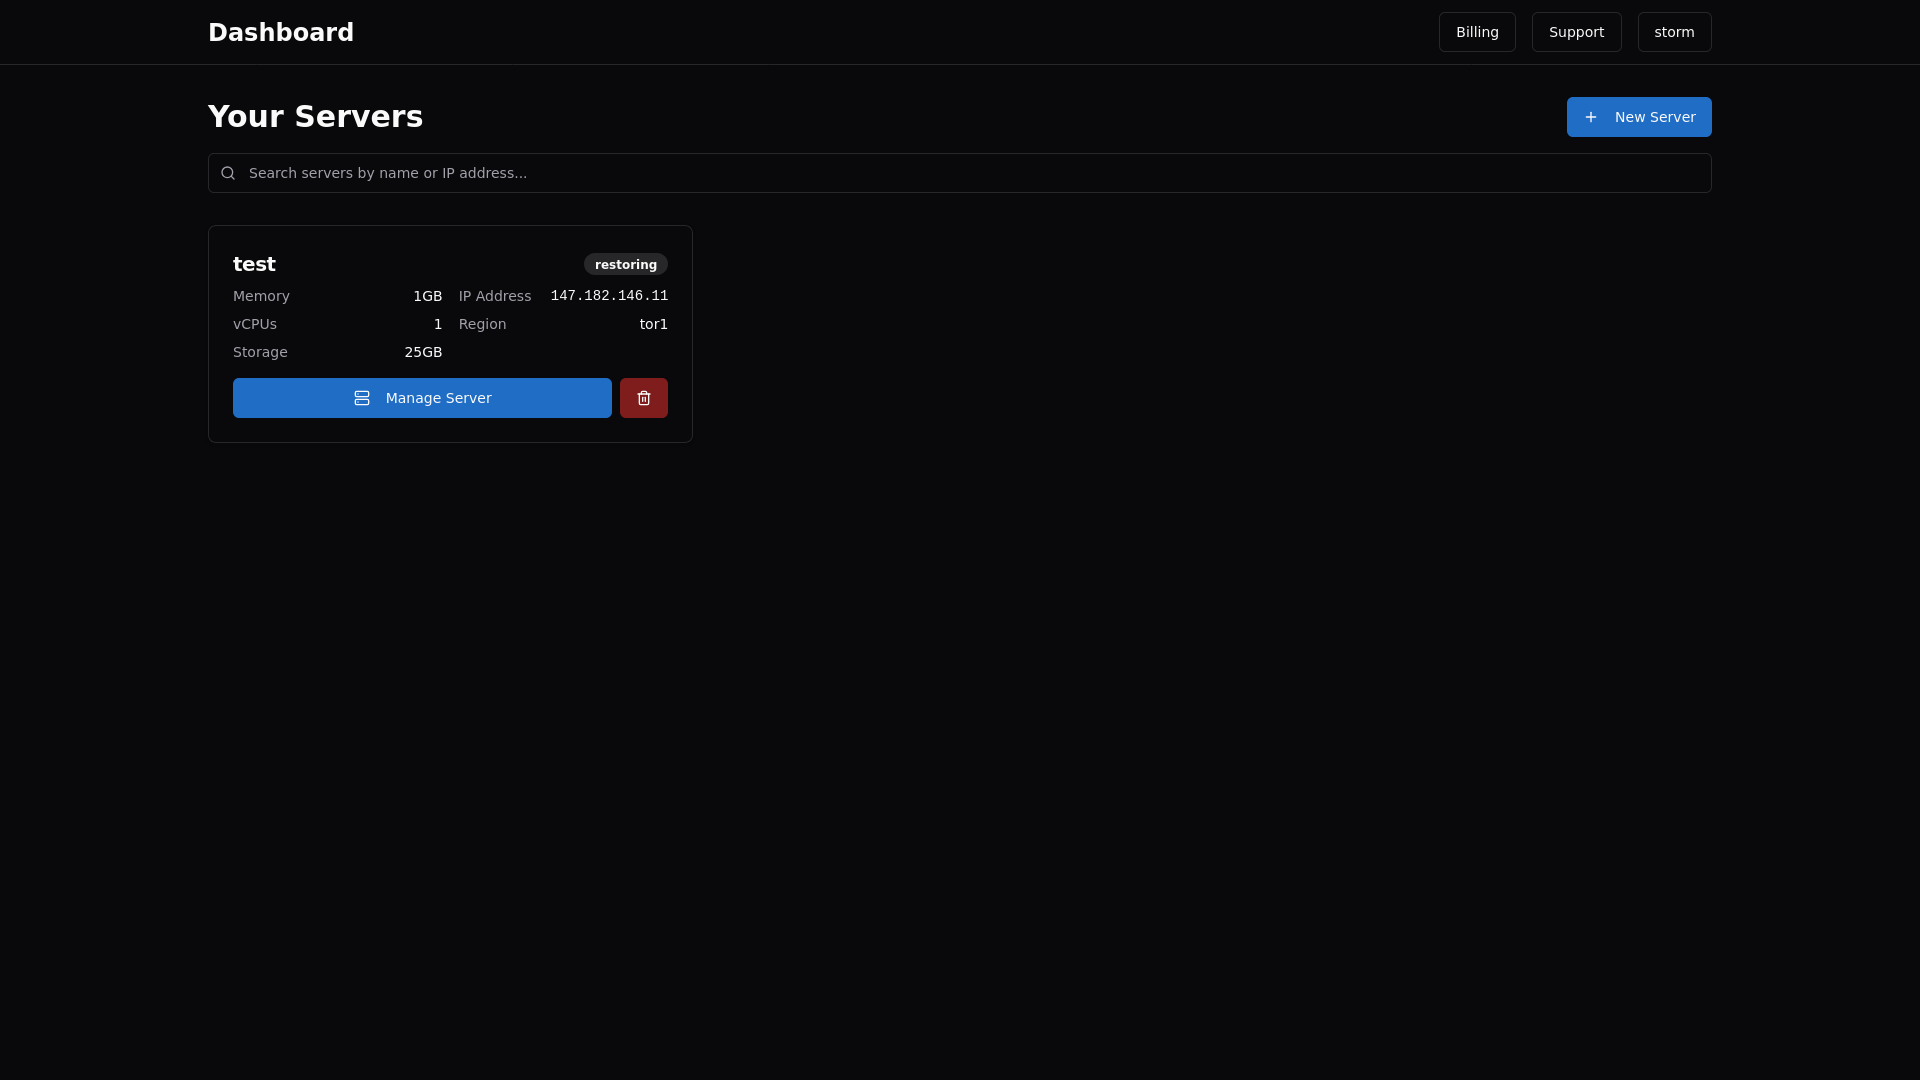 Dashboard
Billing
Support
storm
Your Servers
New Server
Search servers by name or IP address...
test
restoring
Memory 1GB IP Address 147.182.146.11
vCPUs 1 Region tor1
Storage 25GB
Manage Server